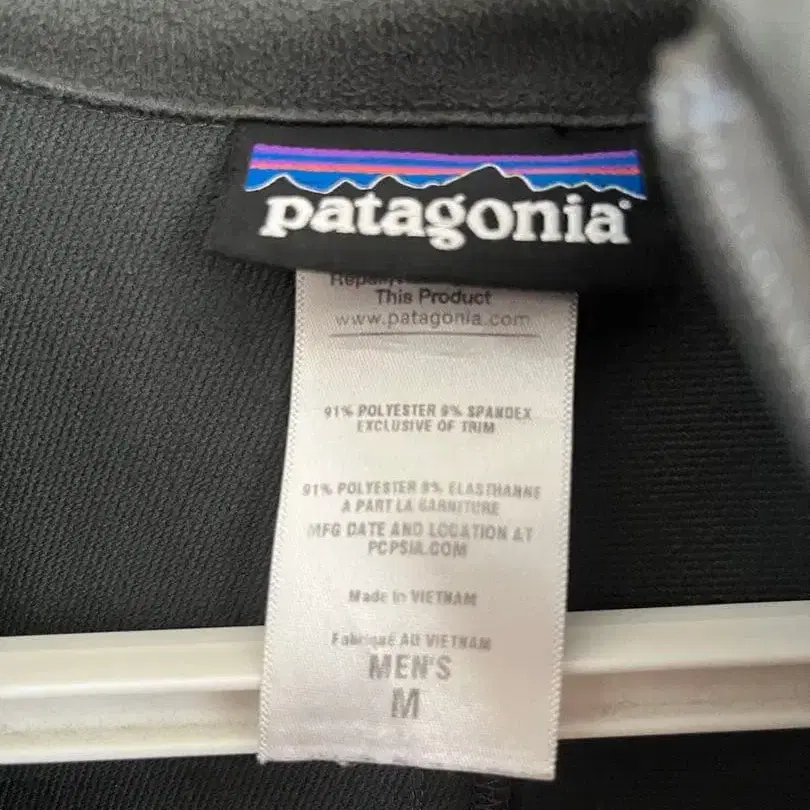 patagonia®
This Product
www.patagonia.com
91% POLYESTER 9% SPANDEX
EXCLUSIVE OF TRIM
91% POLYESTER 9% ELASTHANNE
A PART LA GARNITURE
MFG DATE AND LOCATION AT
PCPSIA.COM
Made in VIETNAM
Fabriqué AU VIETNAM
MEN'S
M